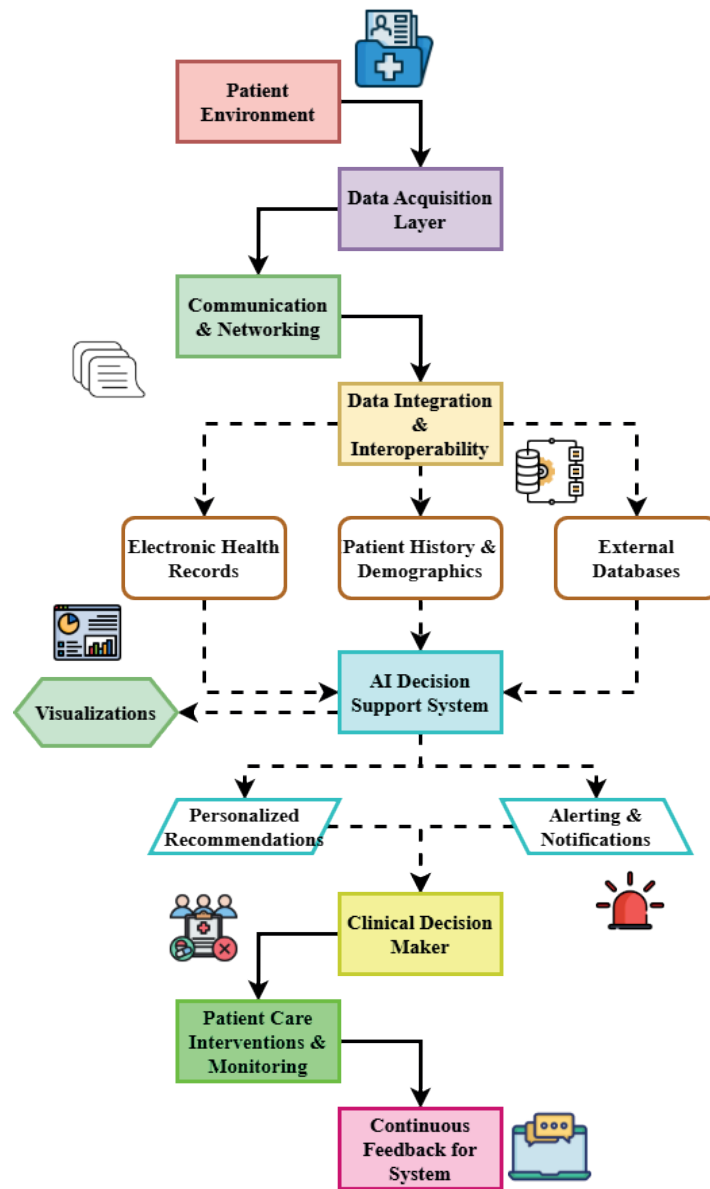 Patient
Environment
Data Acquisition
Layer
Communication
& Networking
Data Integration
&
Interoperability
Electronic Health
Records
Patient History &
Demographics
External
Databases
AI Decision
Support System
Visualizations
Personalized
Recommendations
Alerting &
Notifications
Clinical Decision
Maker
Patient Care
Interventions &
Monitoring
Continuous
Feedback for
System